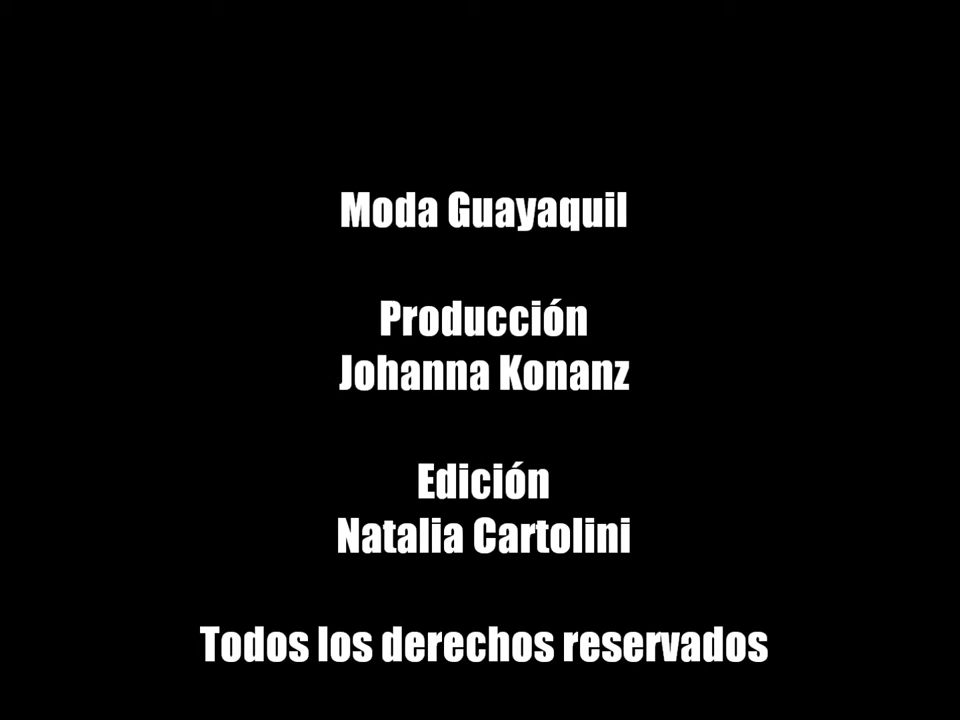 Moda Guayaquil
Producción
Johanna Konanz
Edición
Natalia Cartolini
Todos los derechos reservados